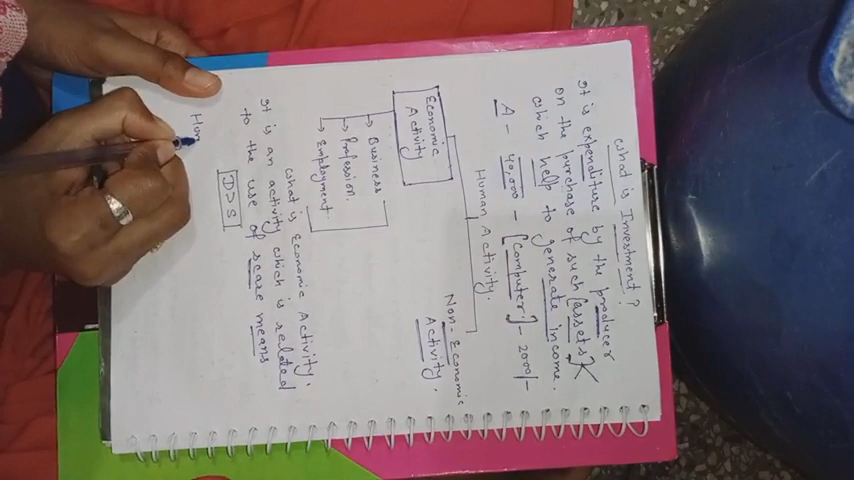 What is Investment?
It is expenditure by the producer
on the purchase of such [assets] K
which help to generate income.
A - 40,000 - [Computer.] - 2000/-
Human Activity.
Economic
Activity
Non-Economic
Activity.
→ Business
→ Profession.
→ Employment.
What is Economic Activity.
It is an activity which is related
to the use of scare means
D > S
Hum